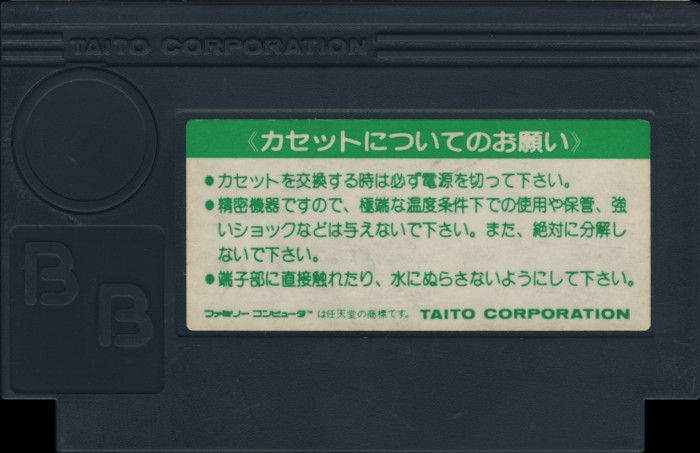 TAITO CORPORATION
《カセットについてのお願い》
●カセットを交換する時は必ず電源を切って下さい。
●精密機器ですので、極端な温度条件下での使用や保管、強
いショックなどは与えないで下さい。また、絶対に分解し
ないで下さい。
●端子部に直接触れたり、水にぬらさないようにして下さい。
ファミリーコンピュータ™は任天堂の商標です。 TAITO CORPORATION
B
B